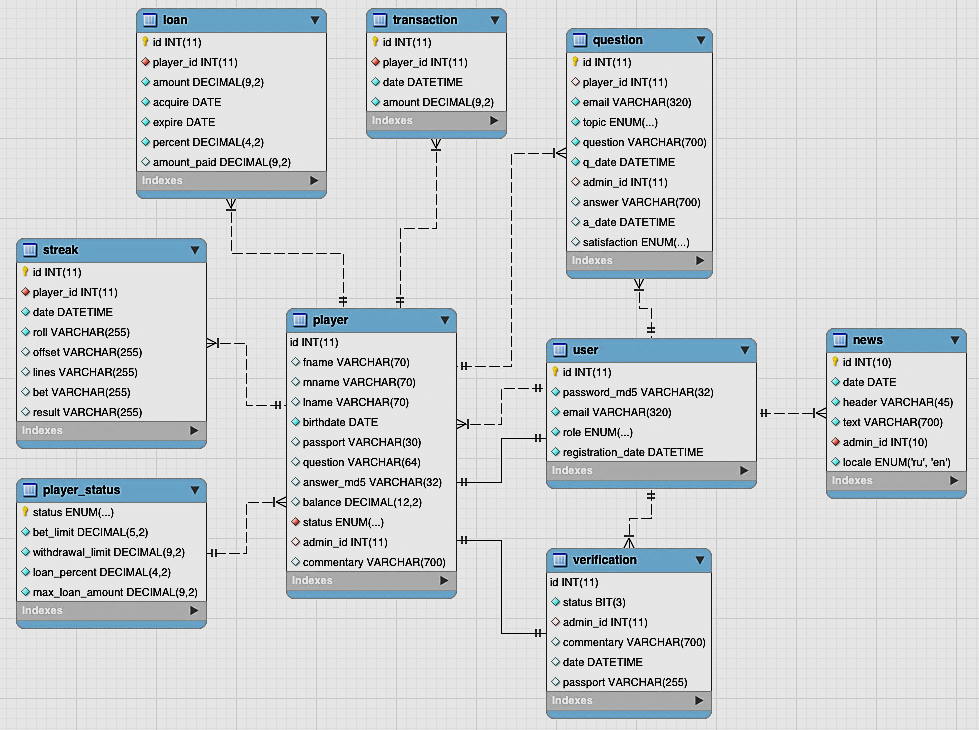 loan
id INT(11)
player_id INT(11)
amount DECIMAL(9,2)
acquire DATE
expire DATE
percent DECIMAL(4,2)
amount_paid DECIMAL(9,2)
Indexes
transaction
id INT(11)
player_id INT(11)
date DATETIME
amount DECIMAL(9,2)
Indexes
question
id INT(11)
player_id INT(11)
email VARCHAR(320)
topic ENUM(...)
question VARCHAR(700)
q_date DATETIME
admin_id INT(11)
answer VARCHAR(700)
a_date DATETIME
satisfaction ENUM(...)
Indexes
streak
id INT(11)
player_id INT(11)
date DATETIME
roll VARCHAR(255)
offset VARCHAR(255)
lines VARCHAR(255)
bet VARCHAR(255)
result VARCHAR(255)
Indexes
player
id INT(11)
fname VARCHAR(70)
mname VARCHAR(70)
lname VARCHAR(70)
birthdate DATE
passport VARCHAR(30)
question VARCHAR(64)
answer_md5 VARCHAR(32)
balance DECIMAL(12,2)
status ENUM(...)
admin_id INT(11)
commentary VARCHAR(700)
Indexes
user
id INT(11)
password_md5 VARCHAR(32)
email VARCHAR(320)
role ENUM(...)
registration_date DATETIME
Indexes
news
id INT(10)
date DATE
header VARCHAR(45)
text VARCHAR(700)
admin_id INT(10)
locale ENUM('ru', 'en')
Indexes
player_status
status ENUM(...)
bet_limit DECIMAL(5,2)
withdrawal_limit DECIMAL(9,2)
loan_percent DECIMAL(4,2)
max_loan_amount DECIMAL(9,2)
Indexes
verification
id INT(11)
status BIT(3)
admin_id INT(11)
commentary VARCHAR(700)
date DATETIME
passport VARCHAR(255)
Indexes